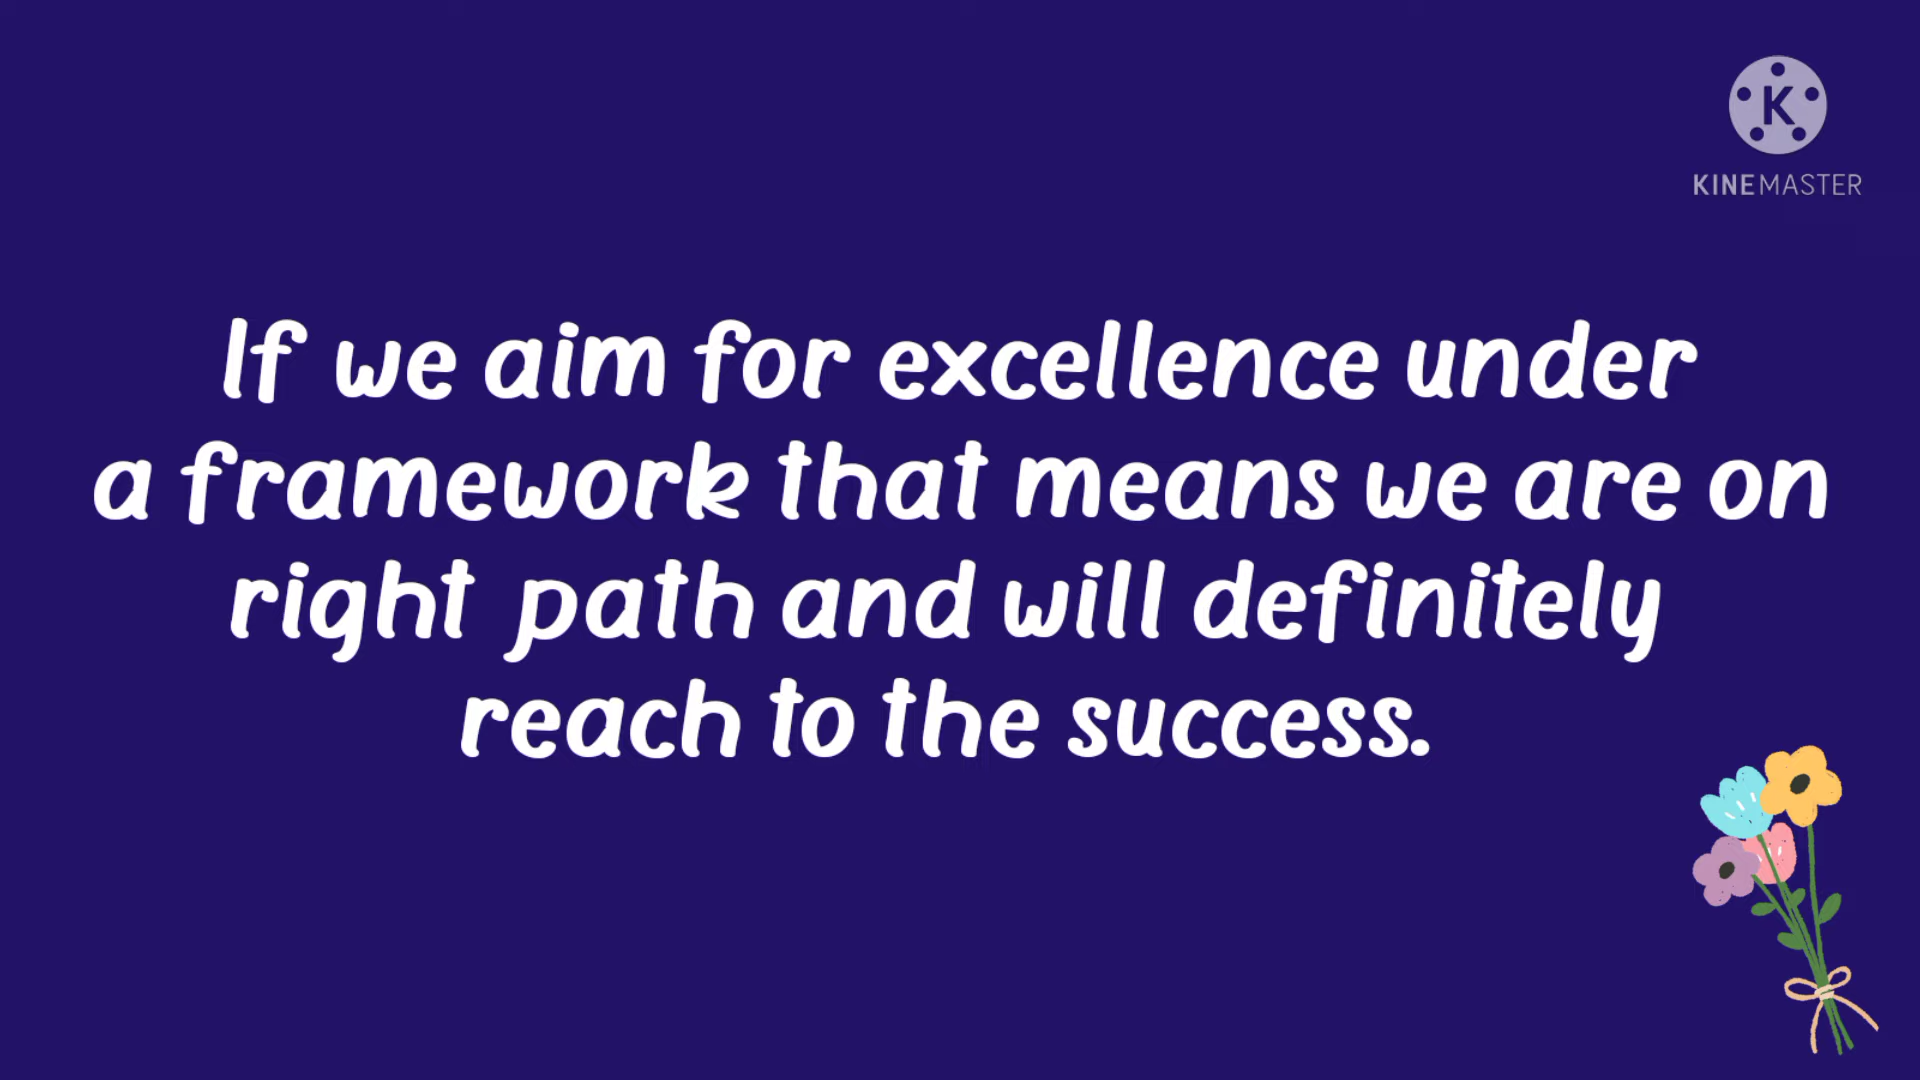 K
KINEMASTER
If we aim for excellence under
a framework that means we are on
right path and will definitely
reach to the success.